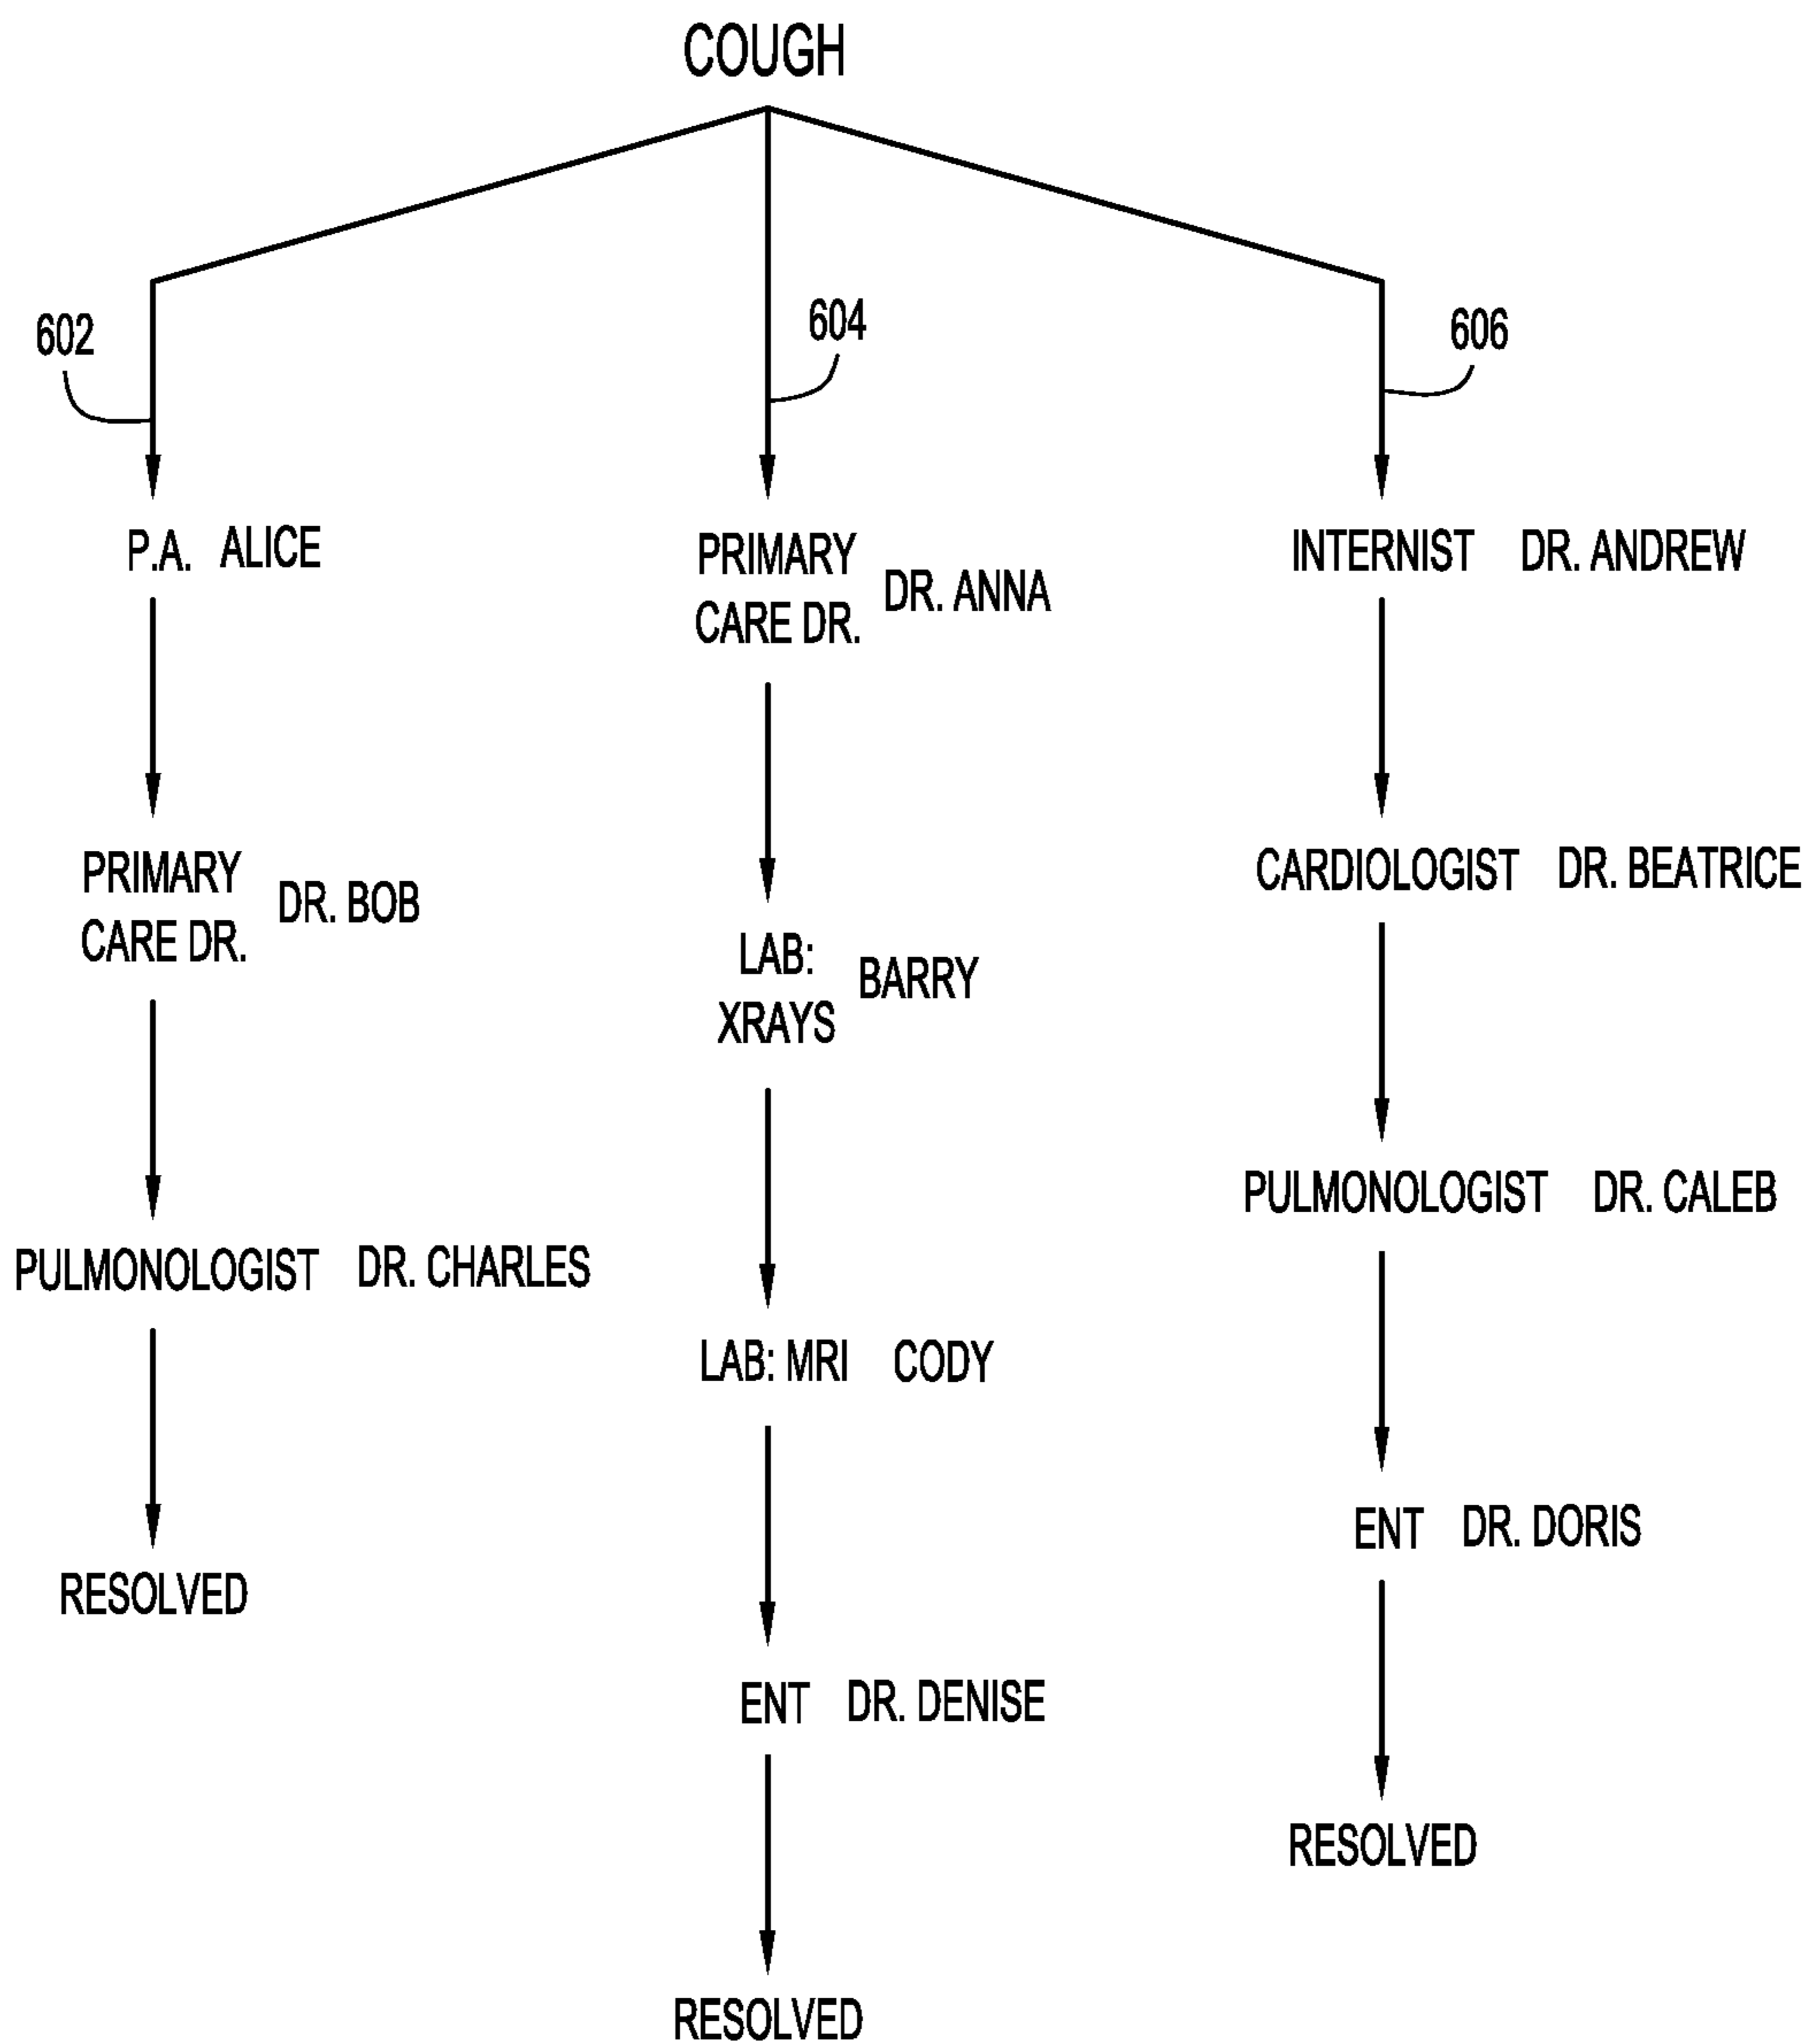 COUGH
602
604
606
P.A. ALICE
PRIMARY
CARE DR.
DR. ANNA
INTERNIST DR. ANDREW
PRIMARY
CARE DR.
DR. BOB
LAB:
XRAYS
BARRY
CARDIOLOGIST DR. BEATRICE
PULMONOLOGIST DR. CHARLES
LAB: MRI CODY
PULMONOLOGIST DR. CALEB
RESOLVED
ENT DR. DENISE
ENT DR. DORIS
RESOLVED
RESOLVED